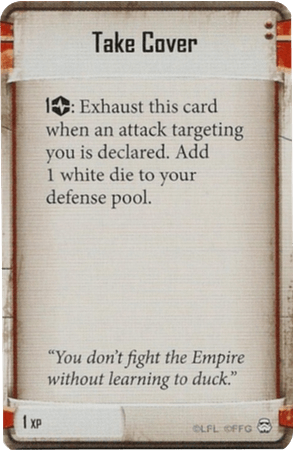 Take Cover
1: Exhaust this card
when an attack targeting
you is declared. Add
1 white die to your
defense pool.
“You don’t fight the Empire
without learning to duck.”
1 XP
©LFL ©FFG